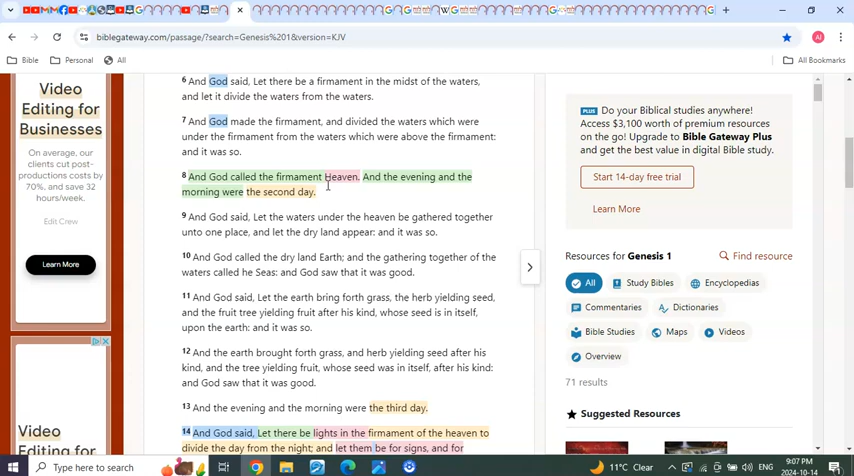 biblegateway.com/passage/?search=Genesis%201&version=KJV
AI
Bible Personal All
All Bookmarks
Video
Editing for
Businesses
On average, our
clients cut post-
productions costs by
70%, and save 32
hours/week.
Edit Crew
Learn More
Video
Editing for
6 And God said, Let there be a firmament in the midst of the waters,
and let it divide the waters from the waters.
7 And God made the firmament, and divided the waters which were
under the firmament from the waters which were above the firmament:
and it was so.
8 And God called the firmament Heaven. And the evening and the
morning were the second day.
9 And God said, Let the waters under the heaven be gathered together
unto one place, and let the dry land appear: and it was so.
10 And God called the dry land Earth; and the gathering together of the
waters called he Seas: and God saw that it was good.
11 And God said, Let the earth bring forth grass, the herb yielding seed,
and the fruit tree yielding fruit after his kind, whose seed is in itself,
upon the earth: and it was so.
12 And the earth brought forth grass, and herb yielding seed after his
kind, and the tree yielding fruit, whose seed was in itself, after his kind:
and God saw that it was good.
13 And the evening and the morning were the third day.
14 And God said, Let there be lights in the firmament of the heaven to
divide the day from the night; and let them be for signs, and for
PLUS Do your Biblical studies anywhere!
Access $3,100 worth of premium resources
on the go! Upgrade to Bible Gateway Plus
and get the best value in digital Bible study.
Start 14-day free trial
Learn More
Resources for Genesis 1 Find resource
All Study Bibles Encyclopedias
Commentaries Dictionaries
Bible Studies Maps Videos
Overview
71 results
Suggested Resources
Type here to search
11°C Clear
9:07 PM
2024-10-14